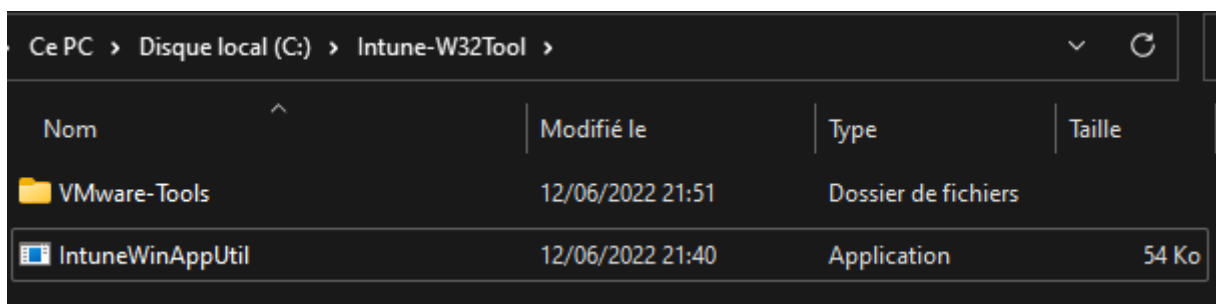 Ce PC > Disque local (C:) > Intune-W32Tool >
Nom Modifié le Type Taille
VMware-Tools 12/06/2022 21:51 Dossier de fichiers
IntuneWinAppUtil 12/06/2022 21:40 Application 54 Ko